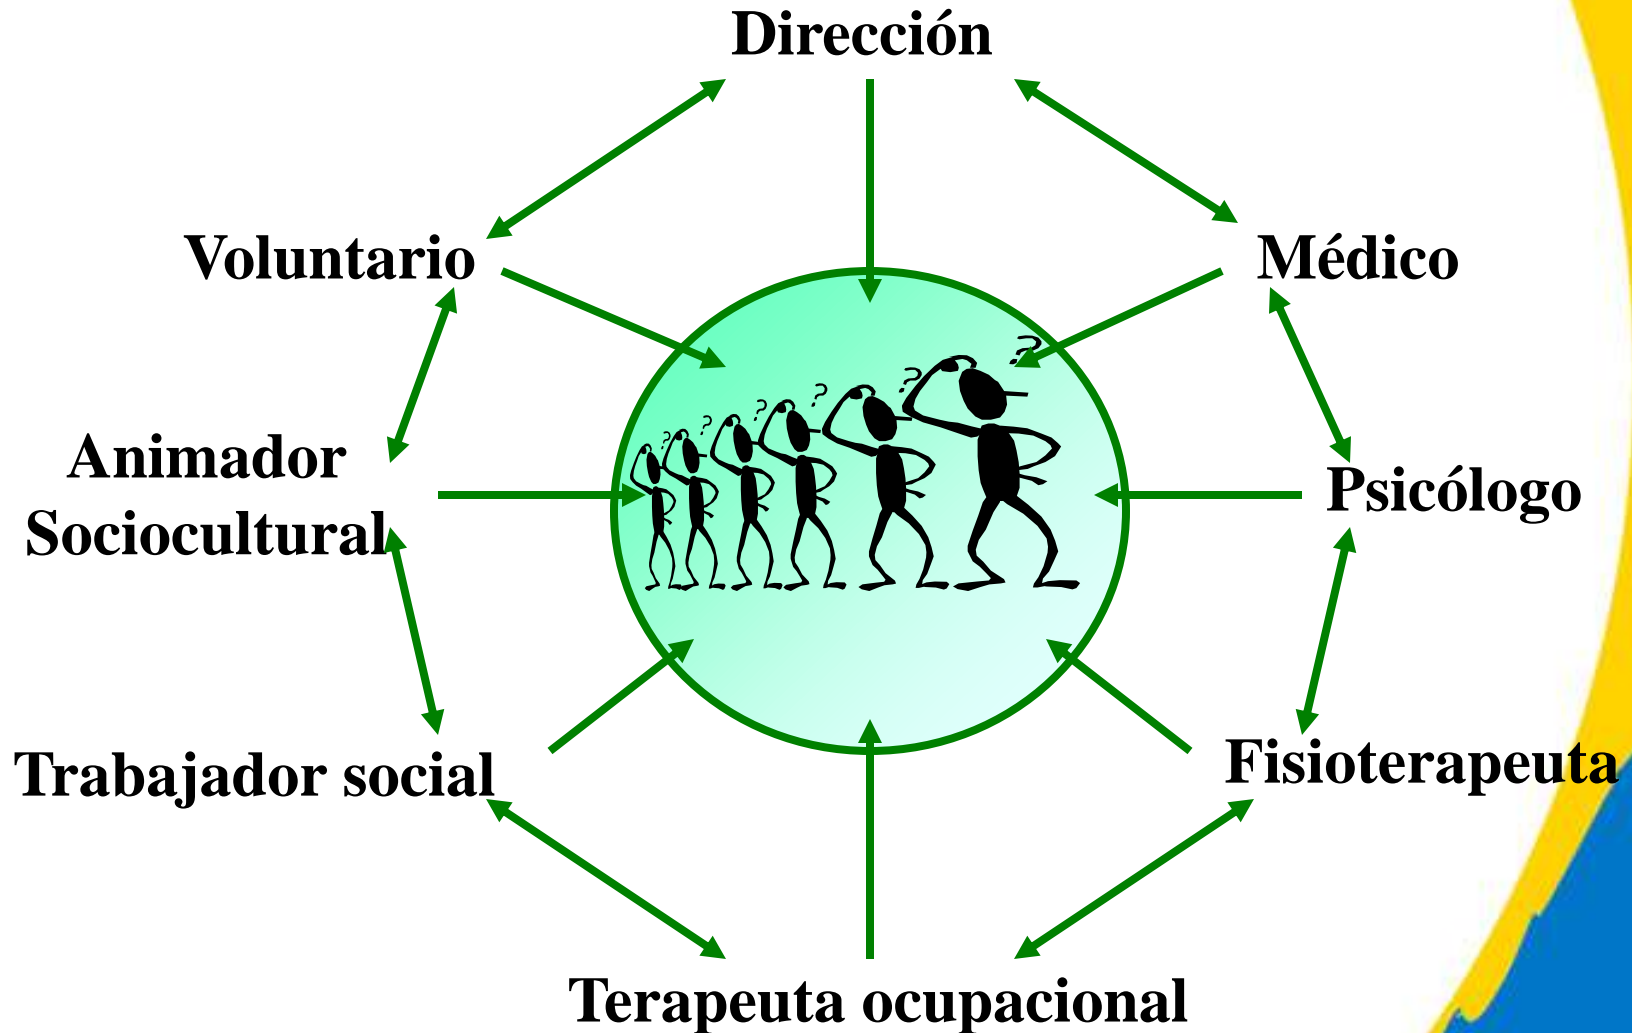 Dirección
Voluntario
Médico
?
?
?
?
?
?
Animador
Sociocultural
Psicólogo
Trabajador social
Fisioterapeuta
Terapeuta ocupacional